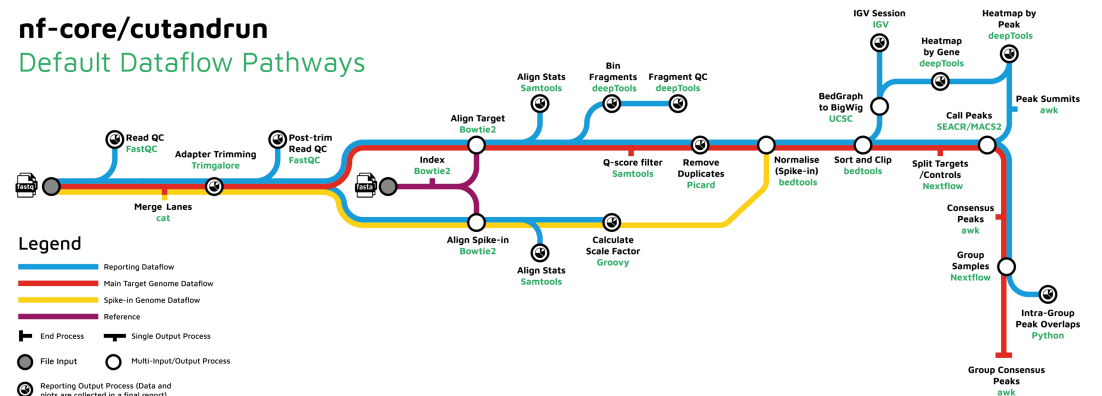 nf-core/cutandrun
Default Dataflow Pathways
fastq
Read QC
FastQC
Merge Lanes
cat
Adapter Trimming
Trimgalore
Post-trim
Read QC
FastQC
fasta
Index
Bowtie2
Align Target
Bowtie2
Align Spike-in
Bowtie2
Align Stats
Samtools
Align Stats
Samtools
Bin
Fragments
deepTools
Fragment QC
deepTools
Calculate
Scale Factor
Groovy
Q-score filter
Samtools
Remove
Duplicates
Picard
Normalise
(Spike-in)
bedtools
Sort and Clip
bedtools
BedGraph
to BigWig
UCSC
IGV Session
IGV
Heatmap
by Gene
deepTools
Heatmap by
Peak
deepTools
Split Targets
/Controls
Nextflow
Call Peaks
SEACR/MACS2
Peak Summits
awk
Consensus
Peaks
awk
Group
Samples
Nextflow
Intra-Group
Peak Overlaps
Python
Group Consensus
Peaks
awk
Legend
Reporting Dataflow
Main Target Genome Dataflow
Spike-in Genome Dataflow
Reference
End Process
Single Output Process
File Input
Multi-Input/Output Process
Reporting Output Process (Data and
plots are collected in a final report)